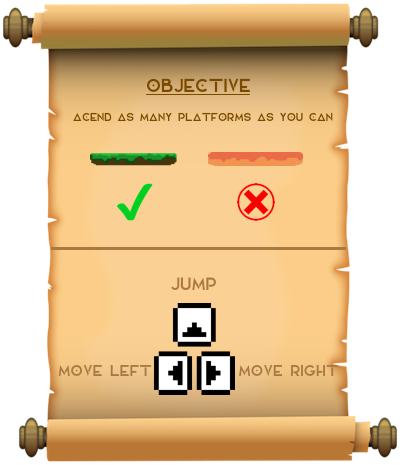 OBJECTIVE
ACEND AS MANY PLATFORMS AS YOU CAN
JUMP
MOVE LEFT MOVE RIGHT